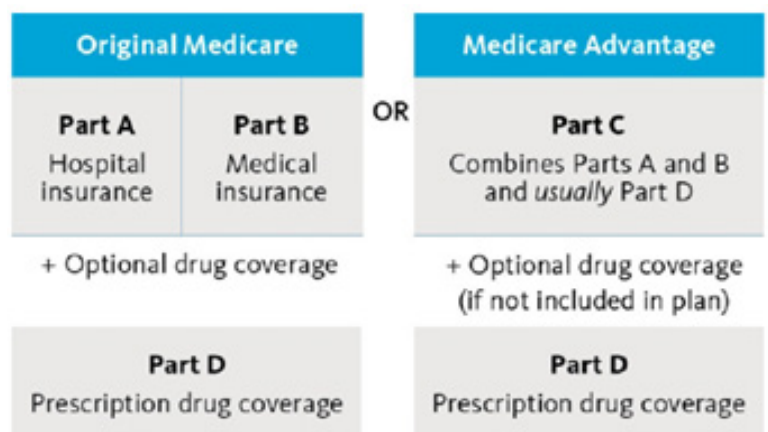 Original Medicare
Part A
Hospital
insurance
Part B
Medical
insurance
+ Optional drug coverage
Part D
Prescription drug coverage
OR
Medicare Advantage
Part C
Combines Parts A and B
and usually Part D
+ Optional drug coverage
(if not included in plan)
Part D
Prescription drug coverage